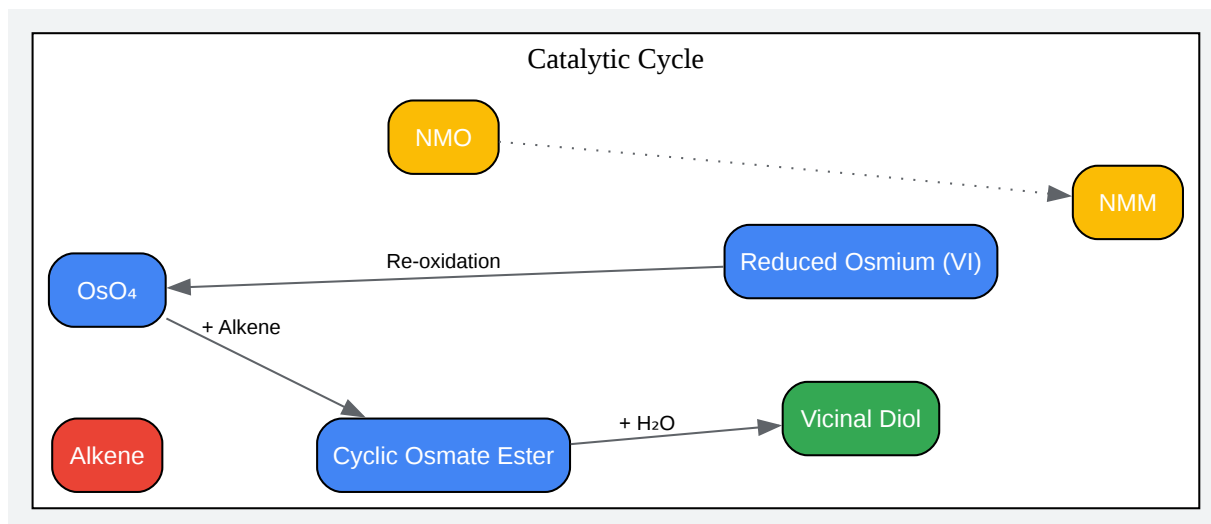 Catalytic Cycle
NMO
NMM
Re-oxidation
Reduced Osmium (VI)
OsO₄
+ Alkene
Vicinal Diol
+ H₂O
Alkene
Cyclic Osmate Ester